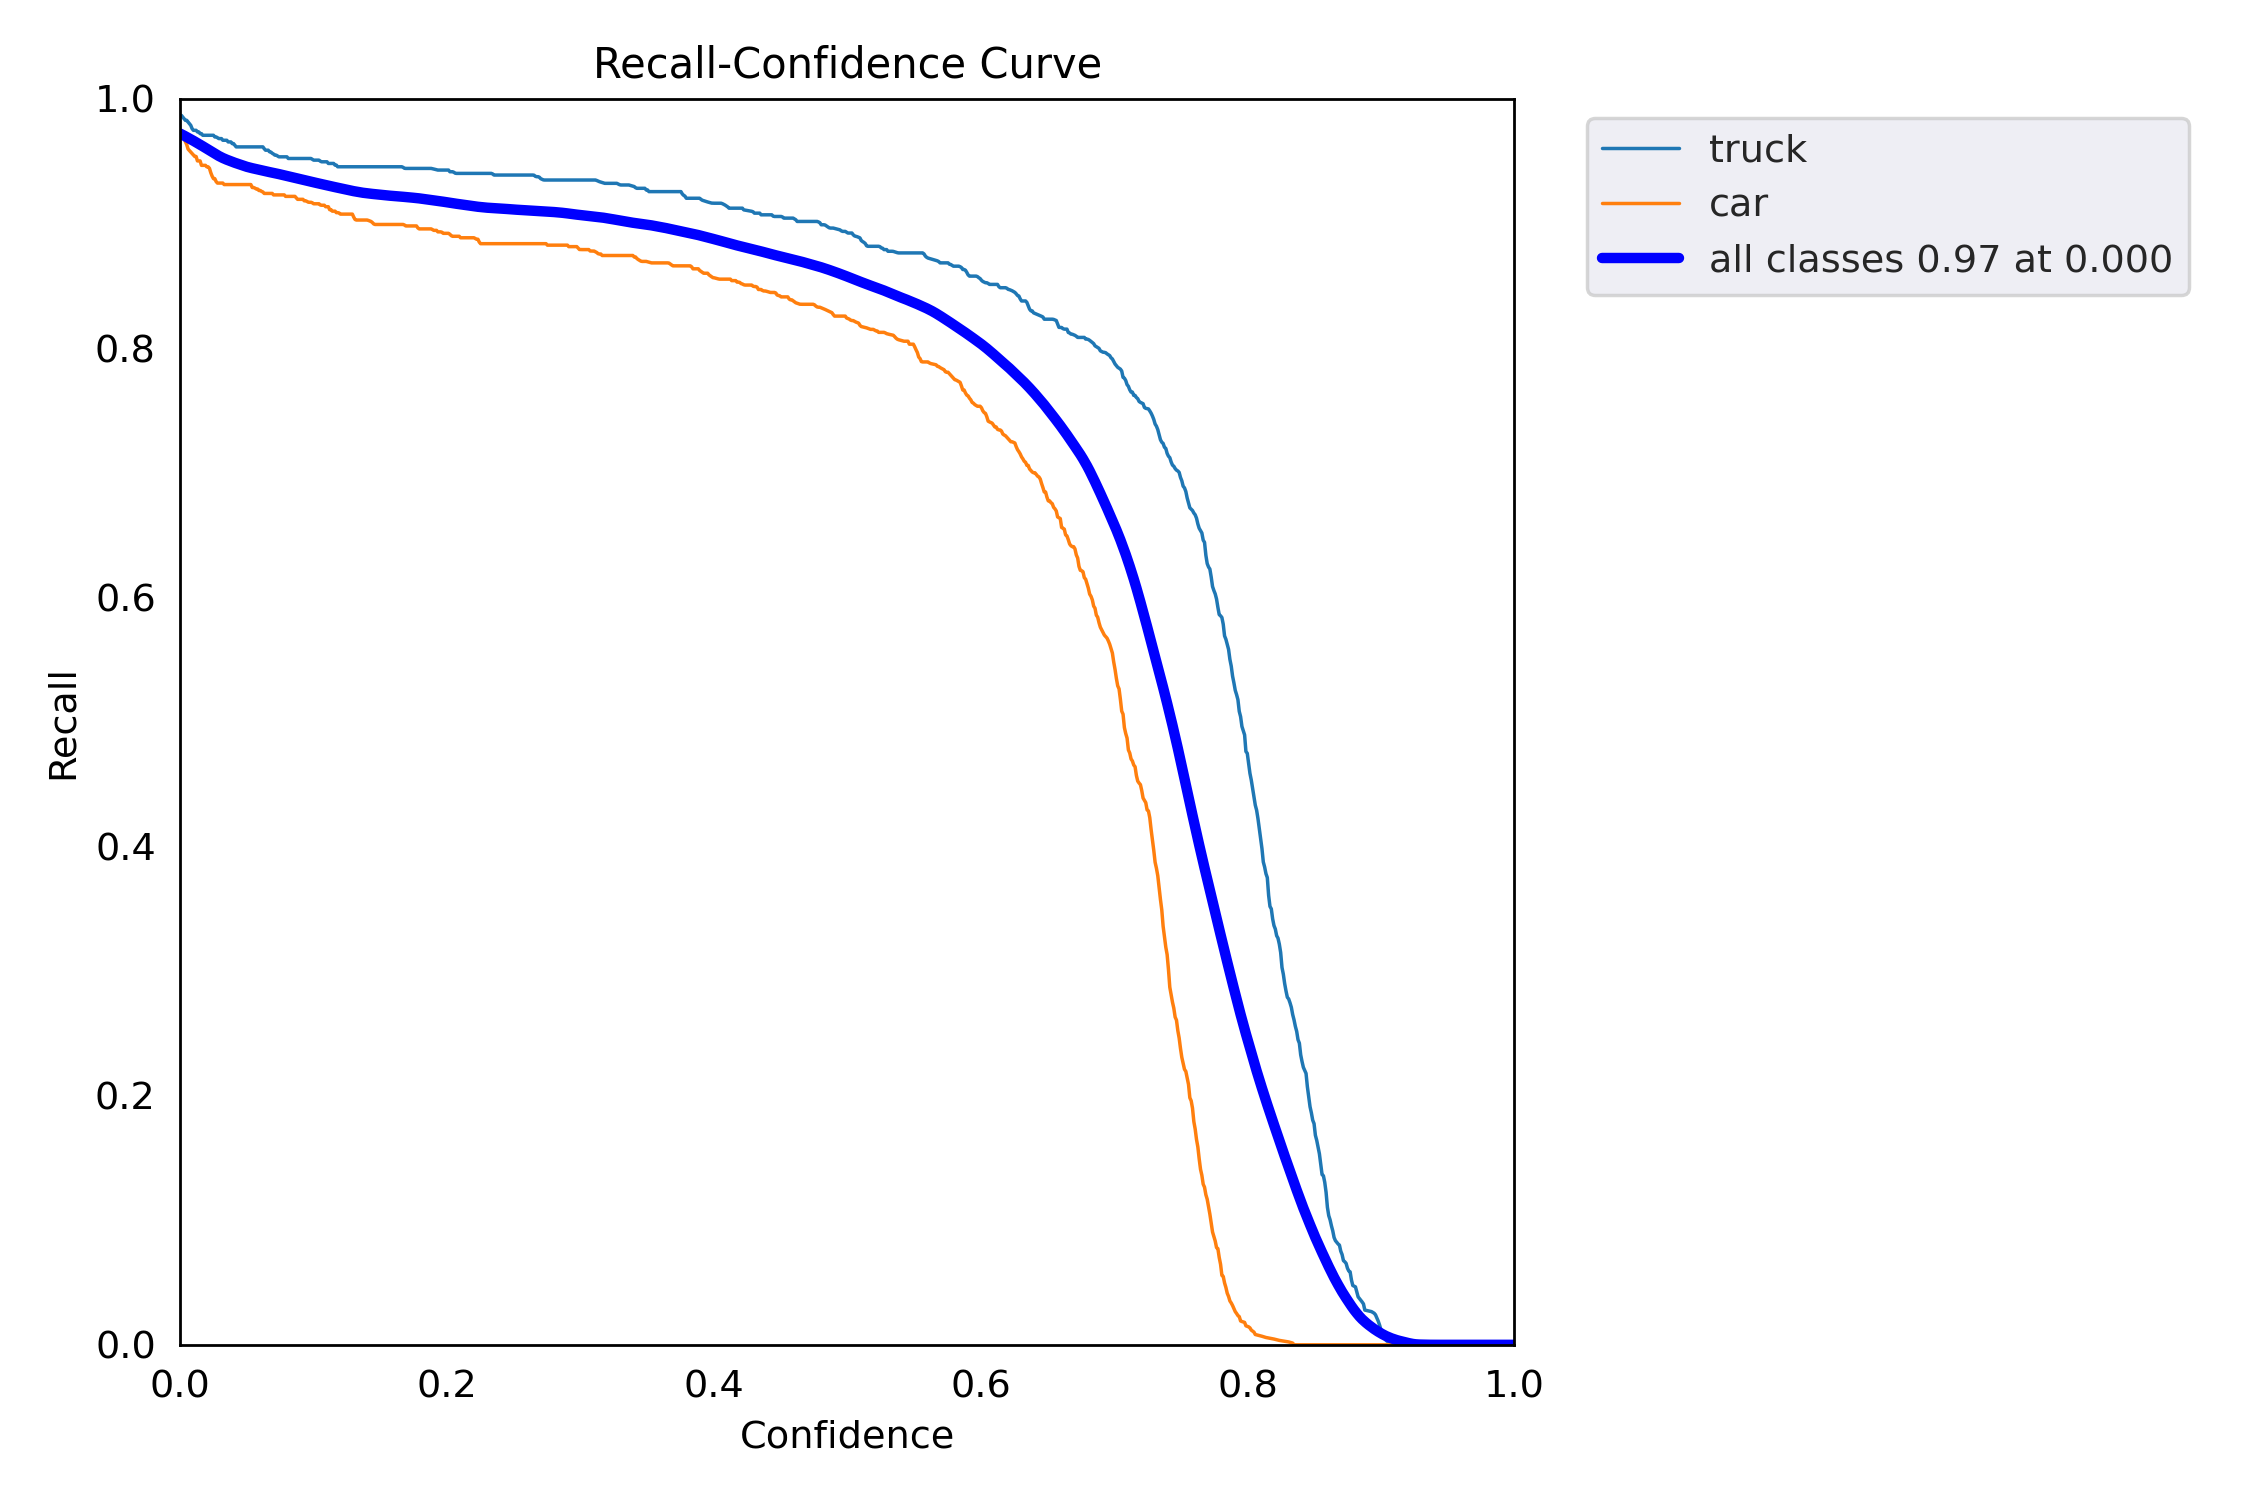 Recall-Confidence Curve
1.0
0.8
0.6
0.4
0.2
0.0
Recall
0.0 0.2 0.4 0.6 0.8 1.0
Confidence
truck
car
all classes 0.97 at 0.000